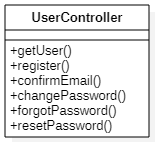 UserController
+getUser()
+register()
+confirmEmail()
+changePassword()
+forgotPassword()
+resetPassword()